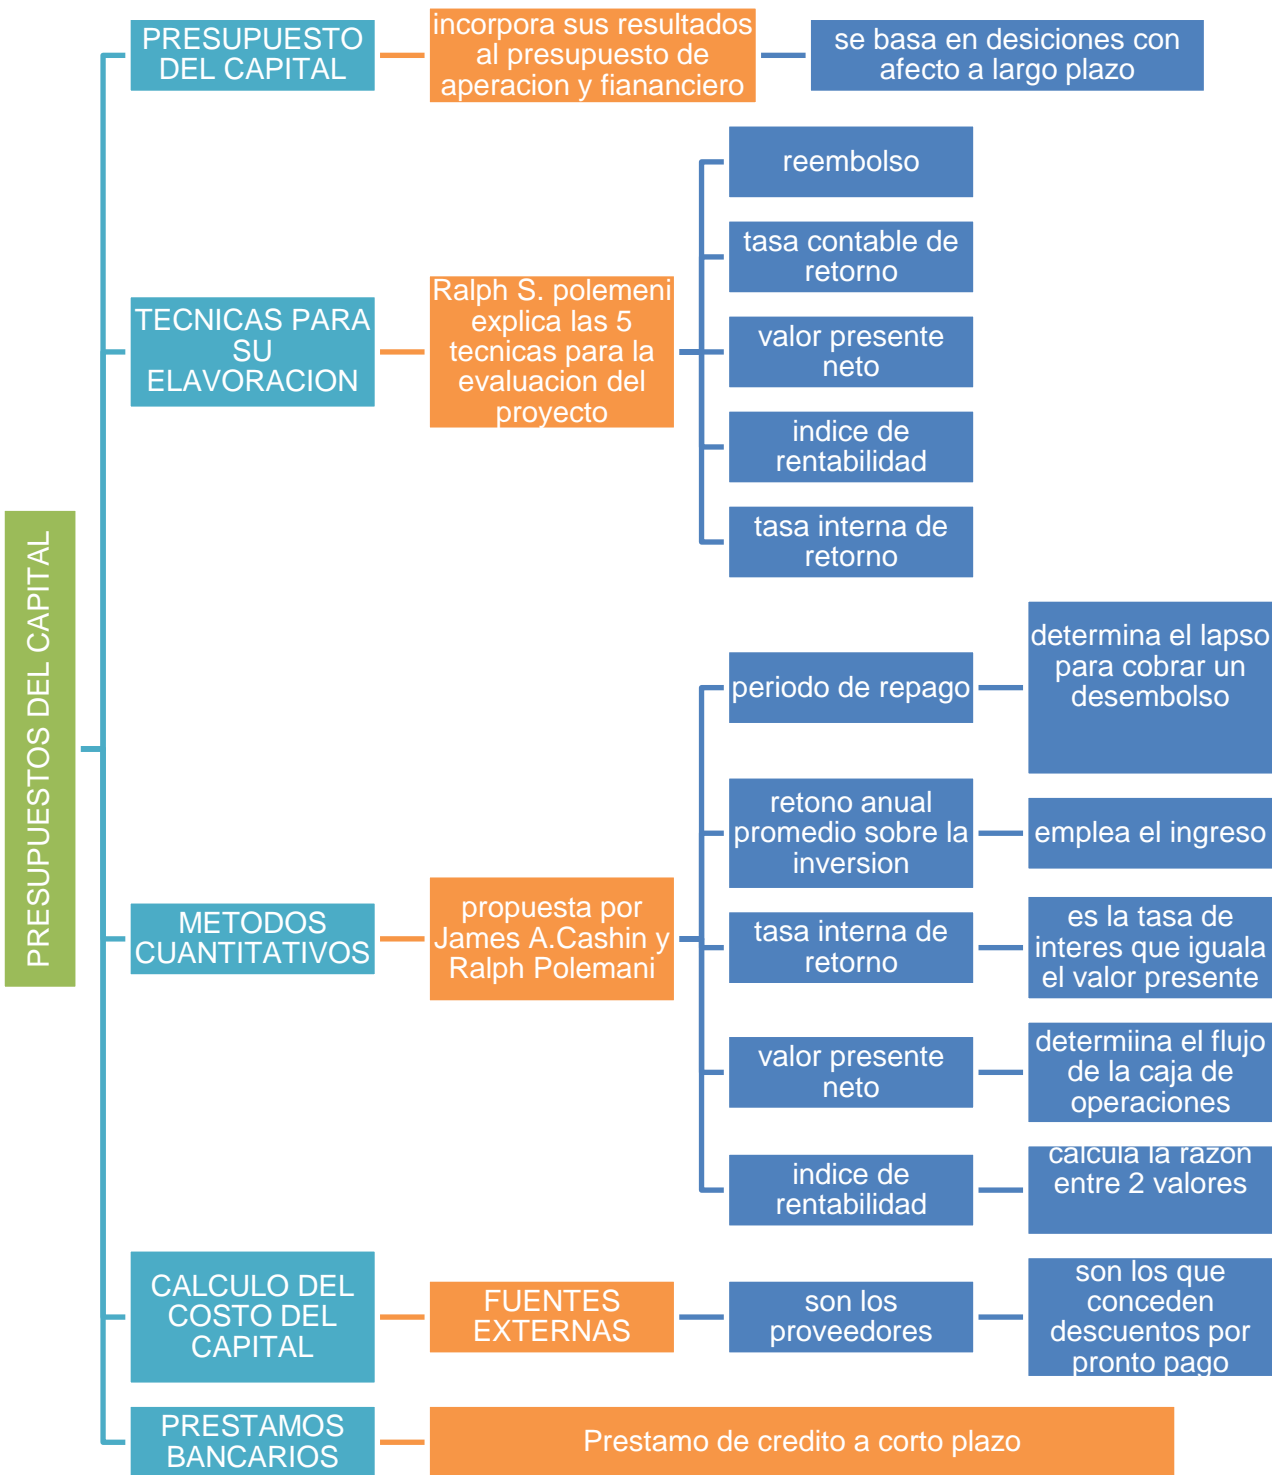 PRESUPUESTOS DEL CAPITAL
PRESUPUESTO
DEL CAPITAL
incorpora sus resultados
al presupuesto de
aperacion y fiananciero
se basa en desiciones con
afecto a largo plazo
TECNICAS PARA
SU
ELAVORACION
Ralph S. polemeni
explica las 5
tecnicas para la
evaluacion del
proyecto
reembolso
tasa contable de
retorno
valor presente
neto
indice de
rentabilidad
tasa interna de
retorno
METODOS
CUANTITATIVOS
propuesta por
James A.Cashin y
Ralph Polemani
periodo de repago
determina el lapso
para cobrar un
desembolso
retono anual
promedio sobre la
inversion
emplea el ingreso
tasa interna de
retorno
es la tasa de
interes que iguala
el valor presente
valor presente
neto
determiina el flujo
de la caja de
operaciones
indice de
rentabilidad
calcula la razon
entre 2 valores
CALCULO DEL
COSTO DEL
CAPITAL
FUENTES
EXTERNAS
son los
proveedores
son los que
conceden
descuentos por
pronto pago
PRESTAMOS
BANCARIOS
Prestamo de credito a corto plazo